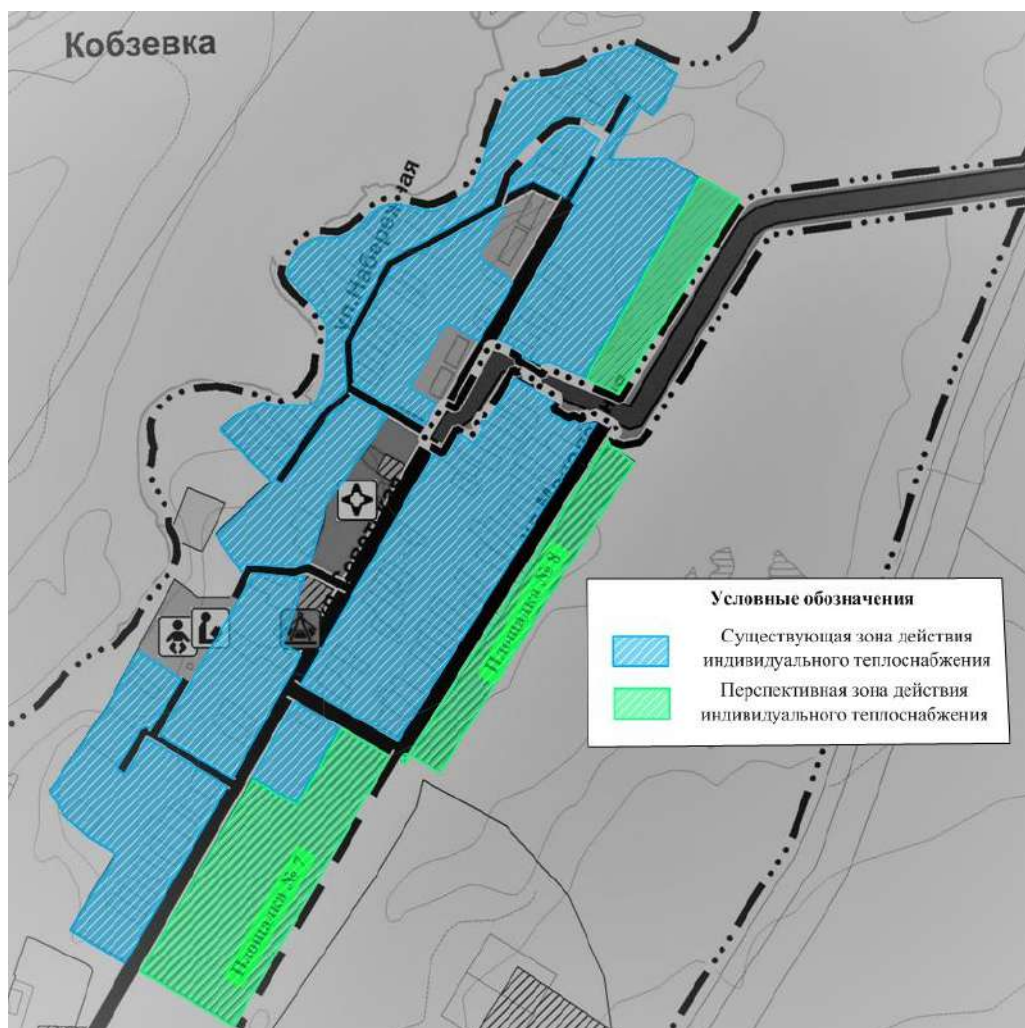 Кобзевка
ул.Набережная
Площадка № 8
Условные обозначения
Существующая зона действия
индивидуального теплоснабжения
Перспективная зона действия
индивидуального теплоснабжения
Площадка № 7